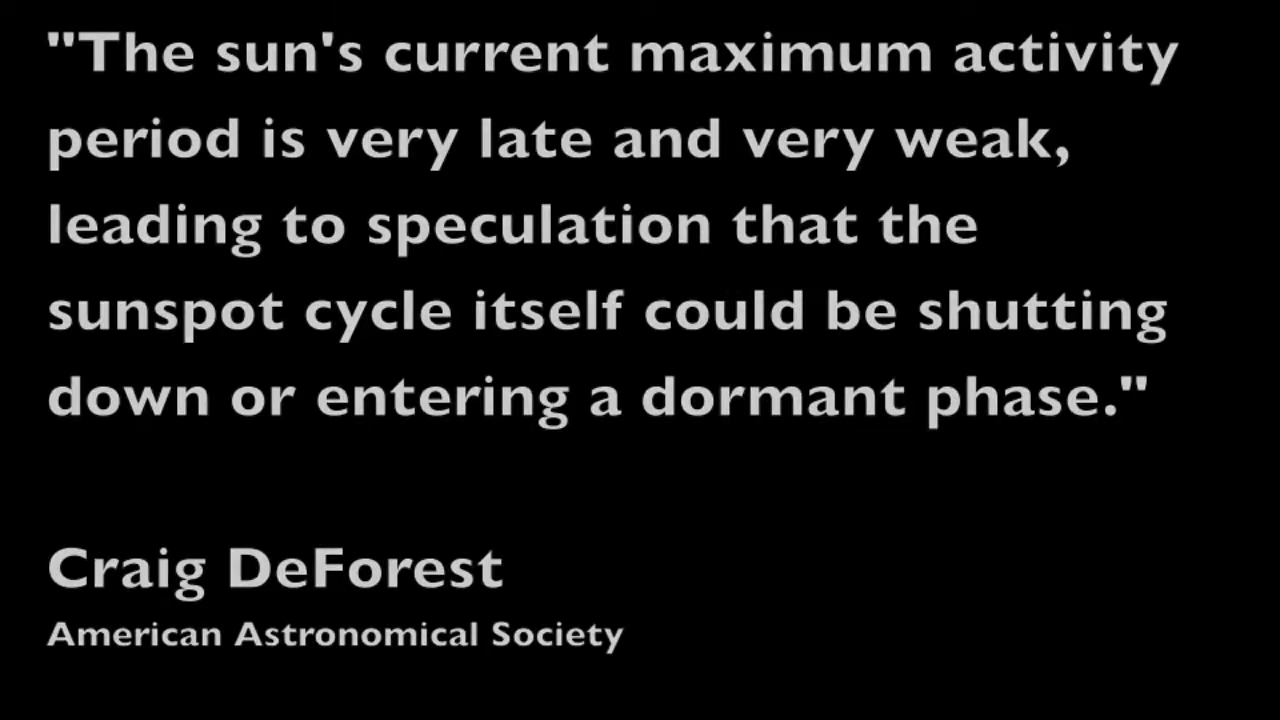 "The sun's current maximum activity
period is very late and very weak,
leading to speculation that the
sunspot cycle itself could be shutting
down or entering a dormant phase."
Craig DeForest
American Astronomical Society